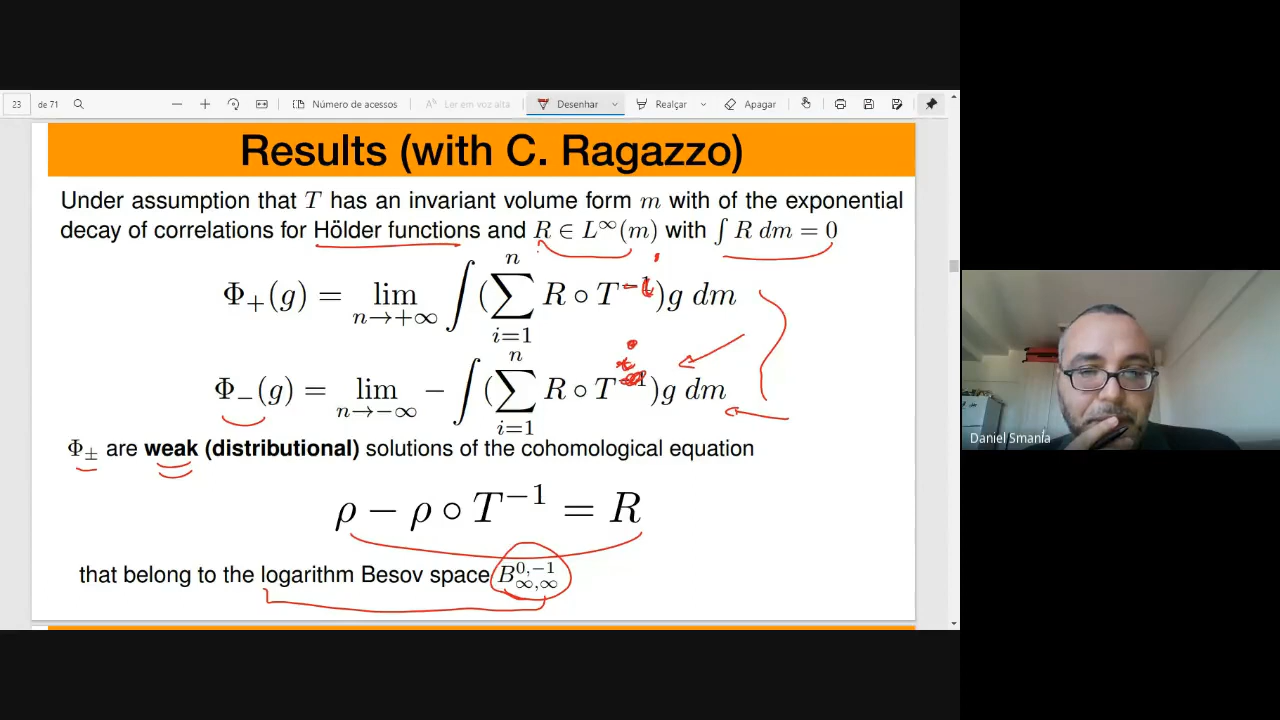 23 de 71 Número de acessos Ler em voz alta Desenhar Realçar Apagar
Results (with C. Ragazzo)
Under assumption that T has an invariant volume form m with of the exponential
decay of correlations for Hölder functions and R ∈ L^∞(m) with ∫ R dm = 0
Φ_+(g) = lim_{n→+∞} ∫ (∑_{i=1}^{n} R ∘ T^{-i}) g dm
Φ_−(g) = lim_{n→−∞} − ∫ (∑_{i=1}^{n} R ∘ T^{i}) g dm
Φ_± are weak (distributional) solutions of the cohomological equation
ρ − ρ ∘ T^{−1} = R
that belong to the logarithm Besov space B^{0,−1}_{∞,∞}
Daniel Smania